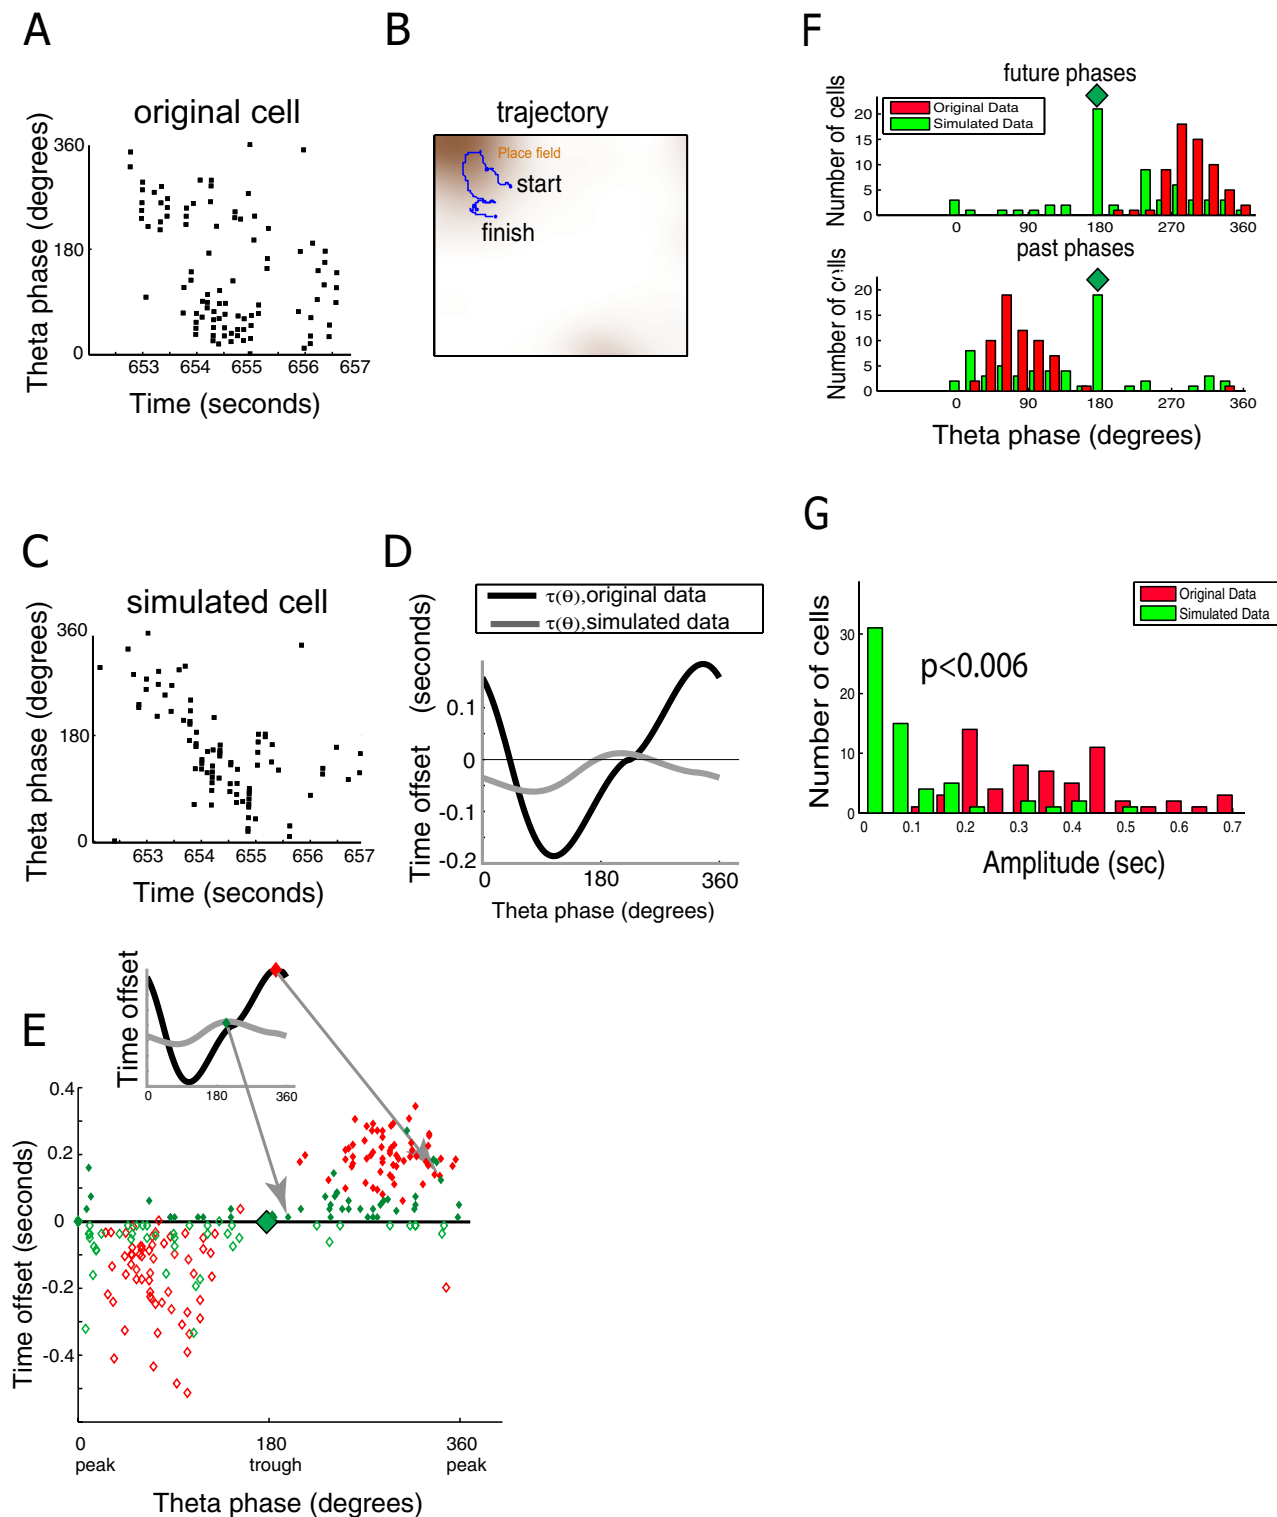 A
original cell
Theta phase (degrees)
360
180
0
653 654 655 656 657
Time (seconds)
B
trajectory
Place field
start
finish
F
future phases
Original Data
Simulated Data
Number of cells
20
15
10
5
0
0 90 180 270 360
past phases
Number of cells
20
15
10
5
0
0 90 180 270 360
Theta phase (degrees)
C
simulated cell
Theta phase (degrees)
360
180
0
653 654 655 656 657
Time (seconds)
D
τ(θ),original data
τ(θ),simulated data
Time offset (seconds)
0.1
0
-0.1
-0.2
0 180 360
Theta phase (degrees)
G
Original Data
Simulated Data
p<0.006
Number of cells
30
20
10
0
0 0.1 0.2 0.3 0.4 0.5 0.6 0.7
Amplitude (sec)
E
Time offset
0 180 360
Time offset (seconds)
0.4
0.2
0
-0.2
-0.4
0 180 360
peak trough peak
Theta phase (degrees)